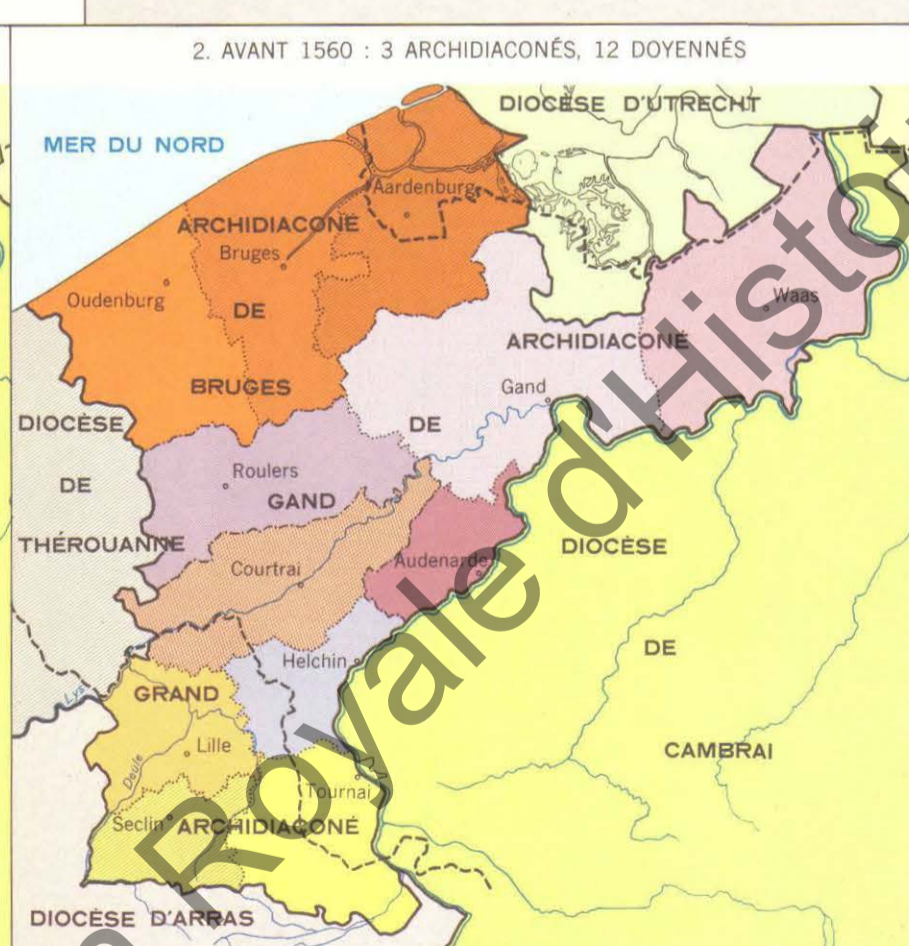 2. AVANT 1560 : 3 ARCHIDIACONÉS, 12 DOYENNÉS
DIOCÈSE D'UTRECHT
MER DU NORD
Aardenburg
ARCHIDIACONÉ
Bruges
Oudenburg
DE
BRUGES
Waas
ARCHIDIACONÉ
Gand
DE
GAND
DIOCÈSE
DE
THÉROUANNE
Roulers
Courtrai
Audenarde
DIOCÈSE
DE
CAMBRAI
Helchin
Lys
GRAND
Lille
Deûle
Tournai
Seclin
ARCHIDIACONÉ
DIOCÈSE D'ARRAS
Royale d'Histo